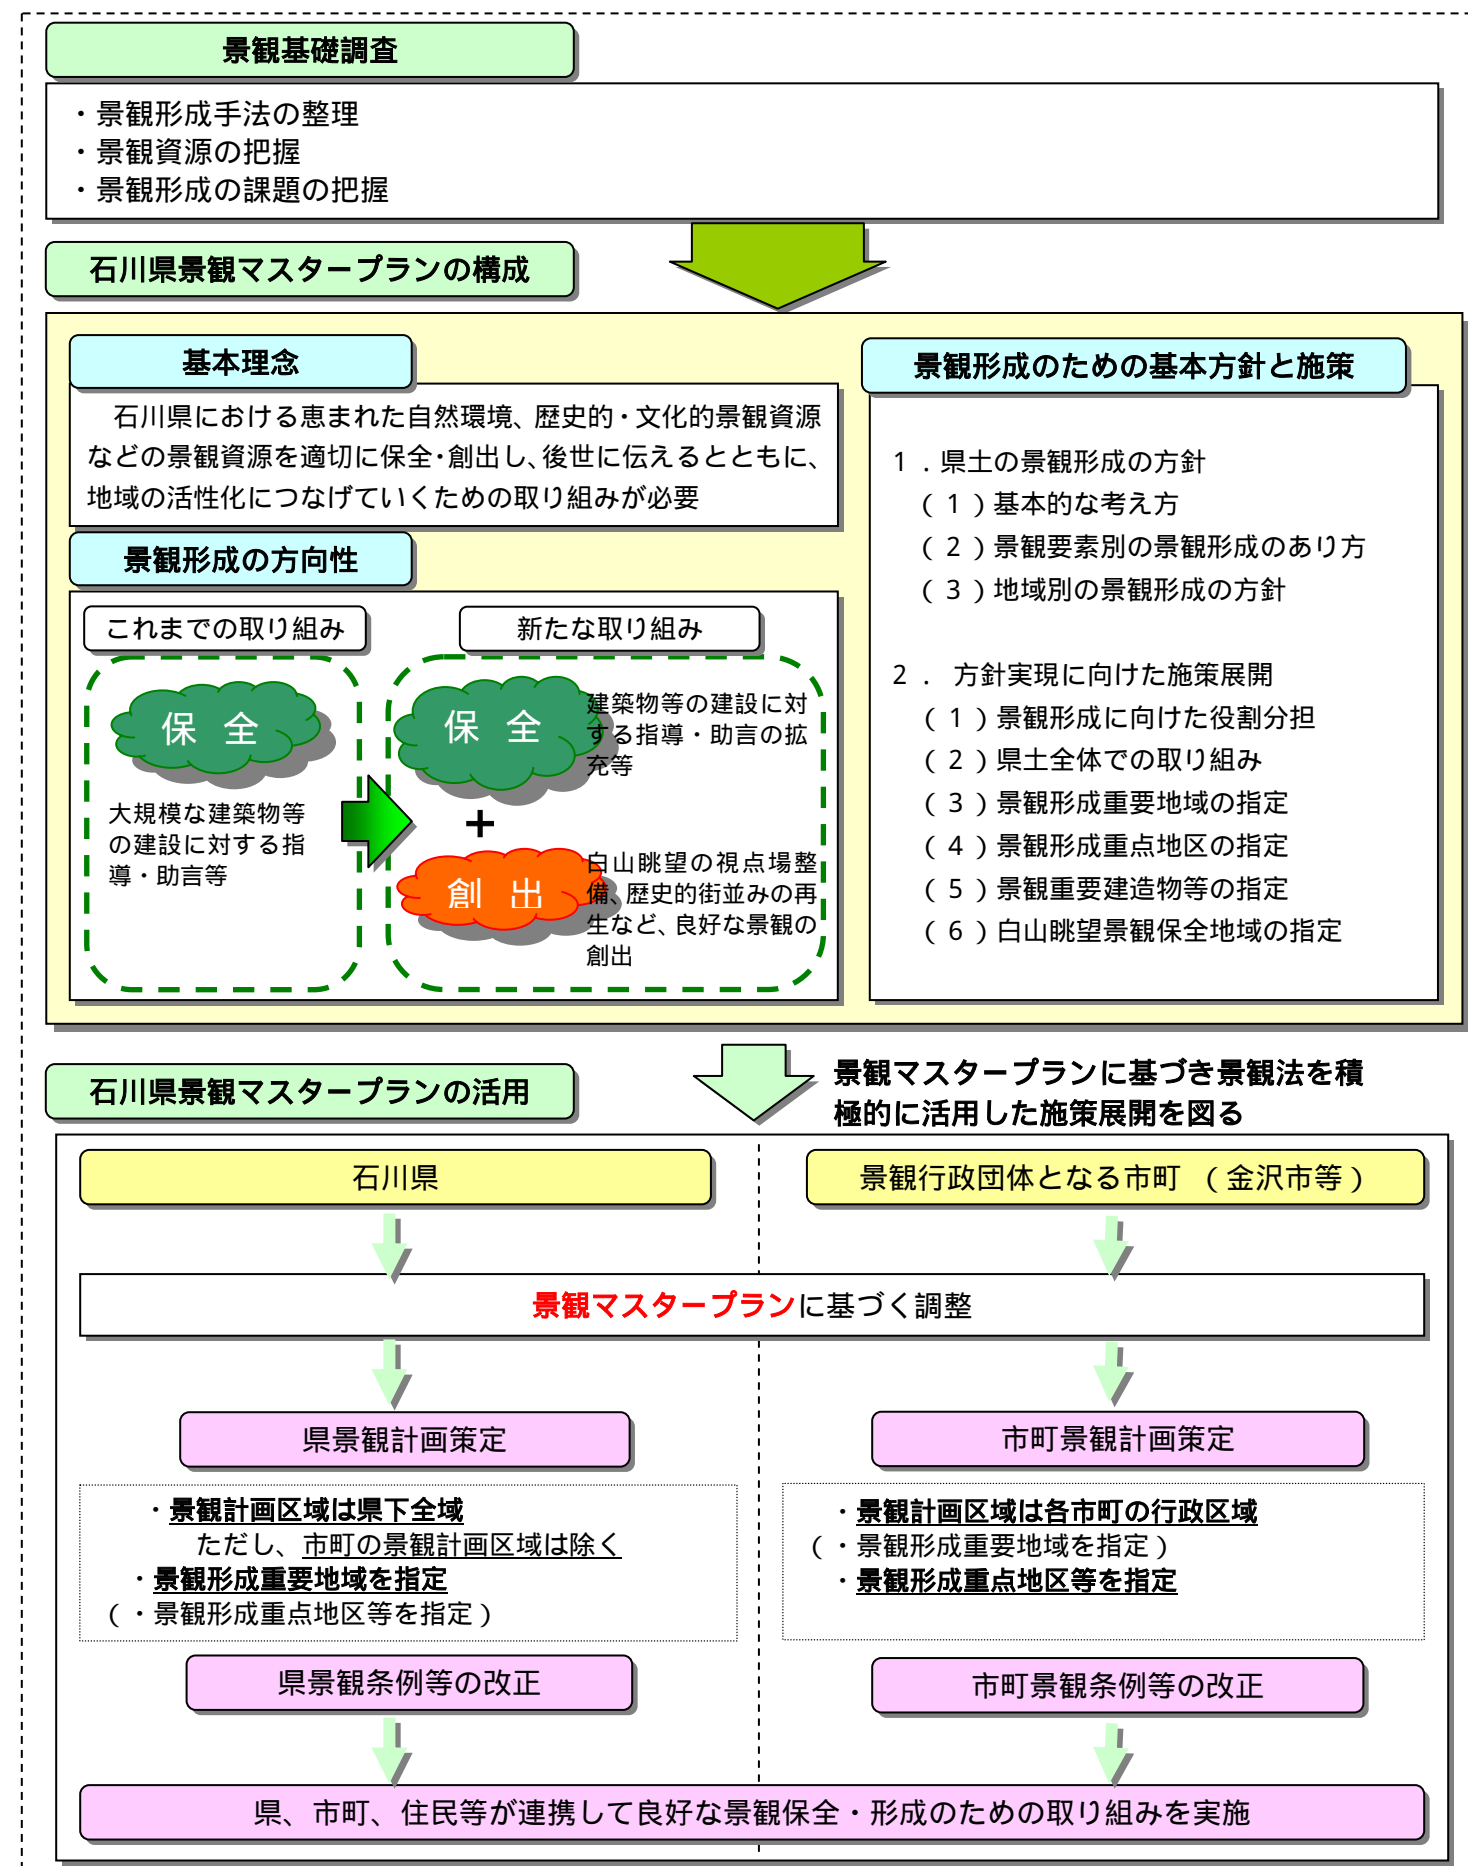 景観基礎調査
・景観形成手法の整理
・景観資源の把握
・景観形成の課題の把握
石川県景観マスタープランの構成
基本理念
石川県における恵まれた自然環境、歴史的・文化的景観資源
などの景観資源を適切に保全・創出し、後世に伝えるとともに、
地域の活性化につなげていくための取り組みが必要
景観形成の方向性
これまでの取り組み
保 全
大規模な建築物等
の建設に対する指
導・助言等
新たな取り組み
保 全
建築物等の建設に対
する指導・助言の拡
充等
+
創 出
白山眺望の視点場整
備、歴史的街並みの再
生など、良好な景観の
創出
景観形成のための基本方針と施策
1．県土の景観形成の方針
（1）基本的な考え方
（2）景観要素別の景観形成のあり方
（3）地域別の景観形成の方針
2． 方針実現に向けた施策展開
（1）景観形成に向けた役割分担
（2）県土全体での取り組み
（3）景観形成重要地域の指定
（4）景観形成重点地区の指定
（5）景観重要建造物等の指定
（6）白山眺望景観保全地域の指定
石川県景観マスタープランの活用
景観マスタープランに基づき景観法を積
極的に活用した施策展開を図る
石川県
景観行政団体となる市町 （金沢市等）
景観マスタープランに基づく調整
県景観計画策定
・景観計画区域は県下全域
ただし、市町の景観計画区域は除く
・景観形成重要地域を指定
（・景観形成重点地区等を指定）
県景観条例等の改正
市町景観計画策定
・景観計画区域は各市町の行政区域
（・景観形成重要地域を指定）
・景観形成重点地区等を指定
市町景観条例等の改正
県、市町、住民等が連携して良好な景観保全・形成のための取り組みを実施